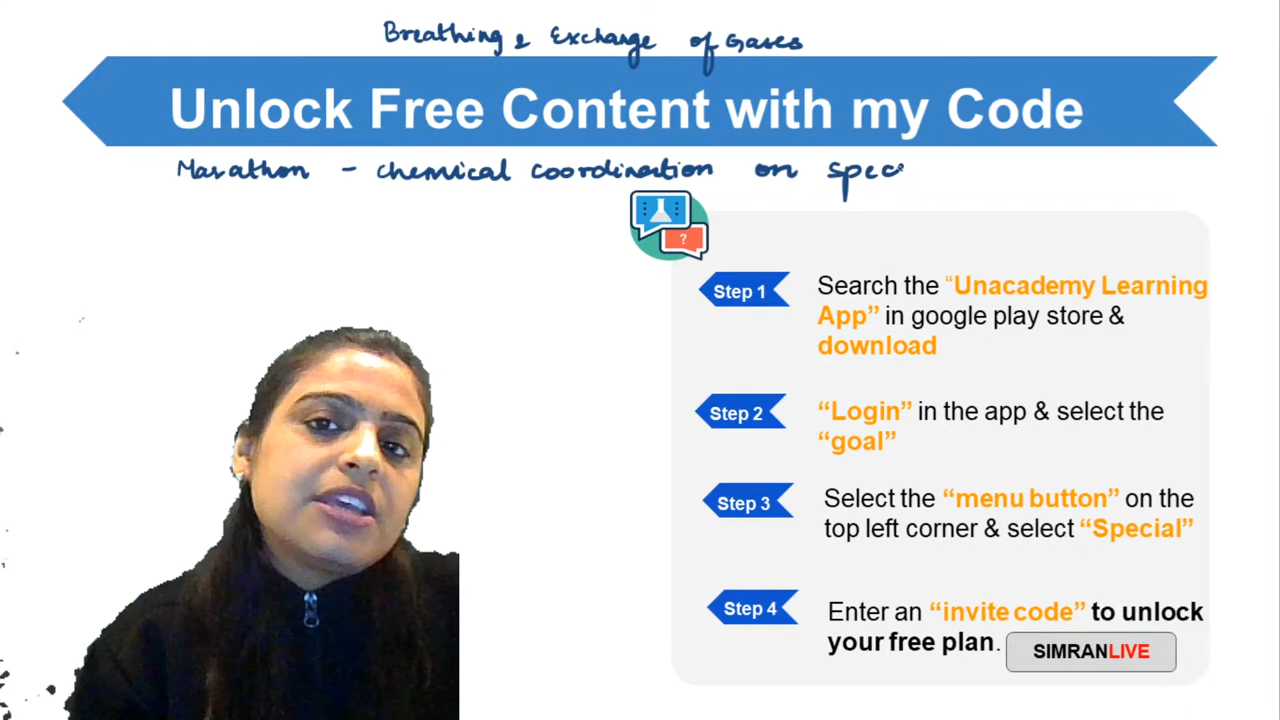 Breathing & Exchange of Gases
Unlock Free Content with my Code
Marathon - chemical coordination on spec
?
Step 1
Search the “Unacademy Learning
App” in google play store &
download
Step 2
“Login” in the app & select the
“goal”
Step 3
Select the “menu button” on the
top left corner & select “Special”
Step 4
Enter an “invite code” to unlock
your free plan.
SIMRANLIVE